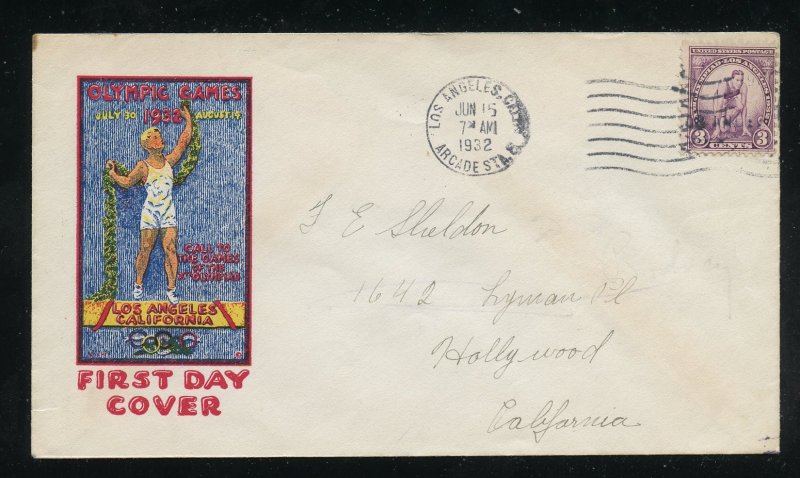 OLYMPIC GAMES
JULY 30 1932 AUGUST 14
CALL TO
THE GAMES
OF THE
Xth OLYMPIAD
LOS ANGELES
CALIFORNIA
FIRST DAY
COVER
LOS ANGELES, CAL
JUN 15
7 AM
1932
ARCADE STA.
UNITED STATES POSTAGE
3 3
CENTS
F E Sheldon
1642 Lyman Pl
Hollywood
California